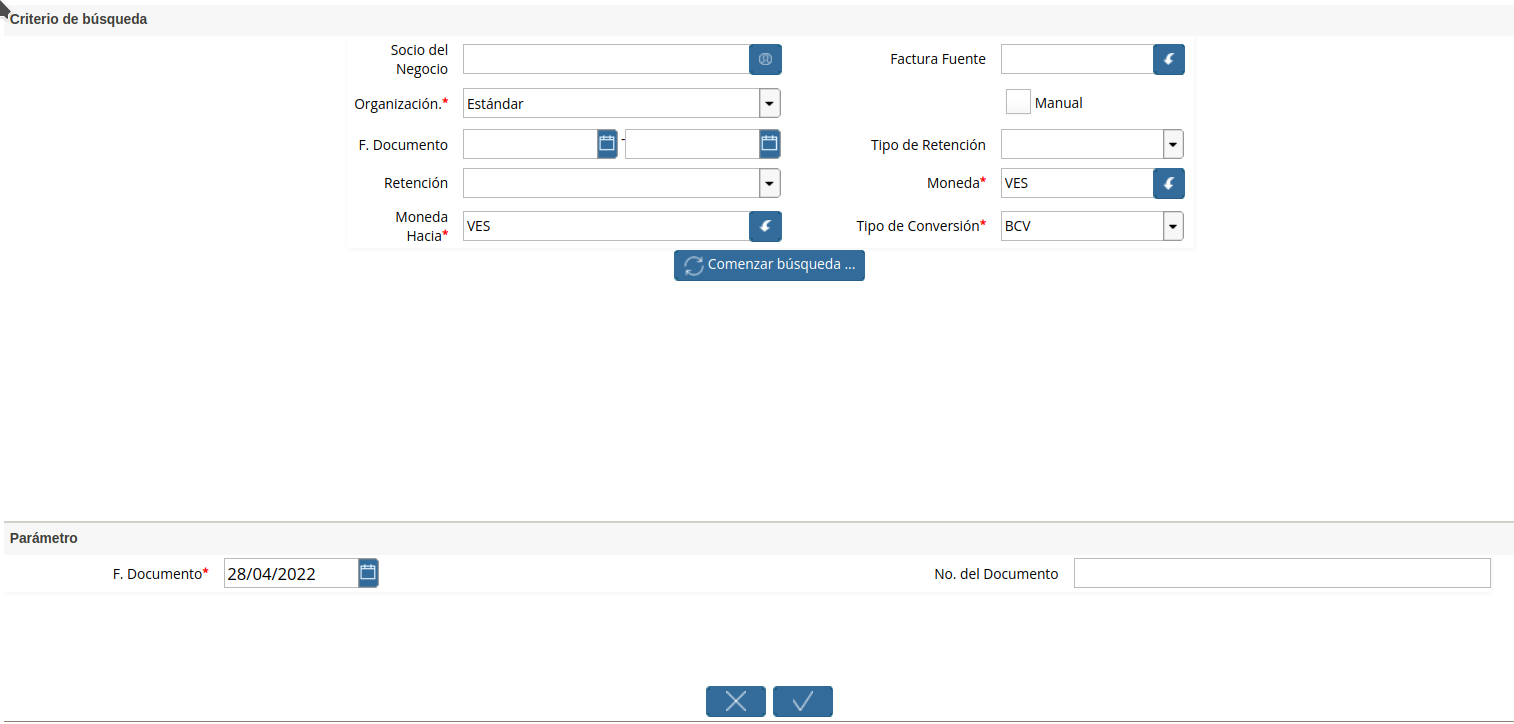 Criterio de búsqueda
Socio del
Negocio
Factura Fuente
Organización.* Estándar
Manual
F. Documento -
Tipo de Retención
Retención
Moneda* VES
Moneda
Hacia* VES
Tipo de Conversión* BCV
Comenzar búsqueda ...
Parámetro
F. Documento* 28/04/2022
No. del Documento